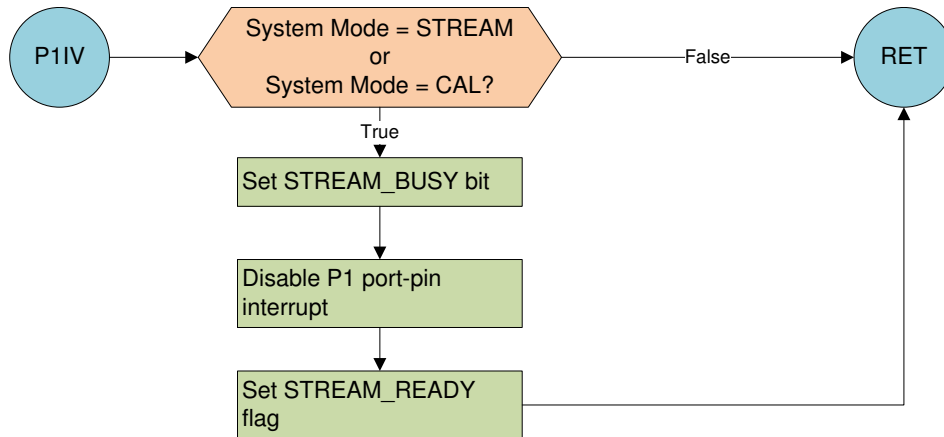 P1IV
System Mode = STREAM
or
System Mode = CAL?
False
RET
True
Set STREAM_BUSY bit
Disable P1 port-pin
interrupt
Set STREAM_READY
flag